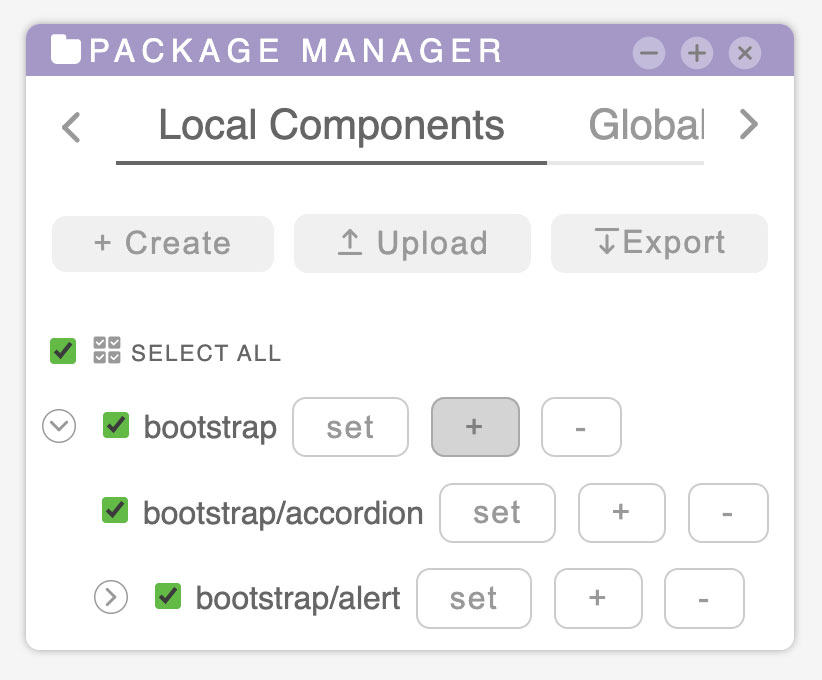 PACKAGE MANAGER
Local Components Global
+ Create Upload Export
SELECT ALL
bootstrap set + -
bootstrap/accordion set + -
bootstrap/alert set + -